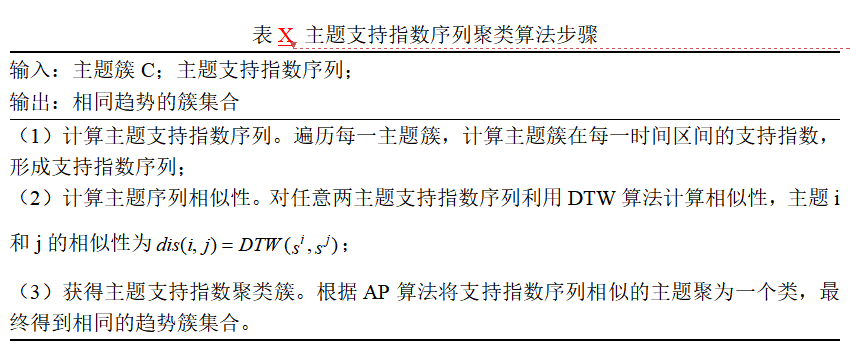 表 X 主题支持指数序列聚类算法步骤
输入：主题簇 C；主题支持指数序列；
输出：相同趋势的簇集合
（1）计算主题支持指数序列。遍历每一主题簇，计算主题簇在每一时间区间的支持指数，
形成支持指数序列；
（2）计算主题序列相似性。对任意两主题支持指数序列利用 DTW 算法计算相似性，主题 i
和 j 的相似性为 dis(i, j) = DTW(sⁱ, sʲ)；
（3）获得主题支持指数聚类簇。根据 AP 算法将支持指数序列相似的主题聚为一个类，最
终得到相同的趋势簇集合。